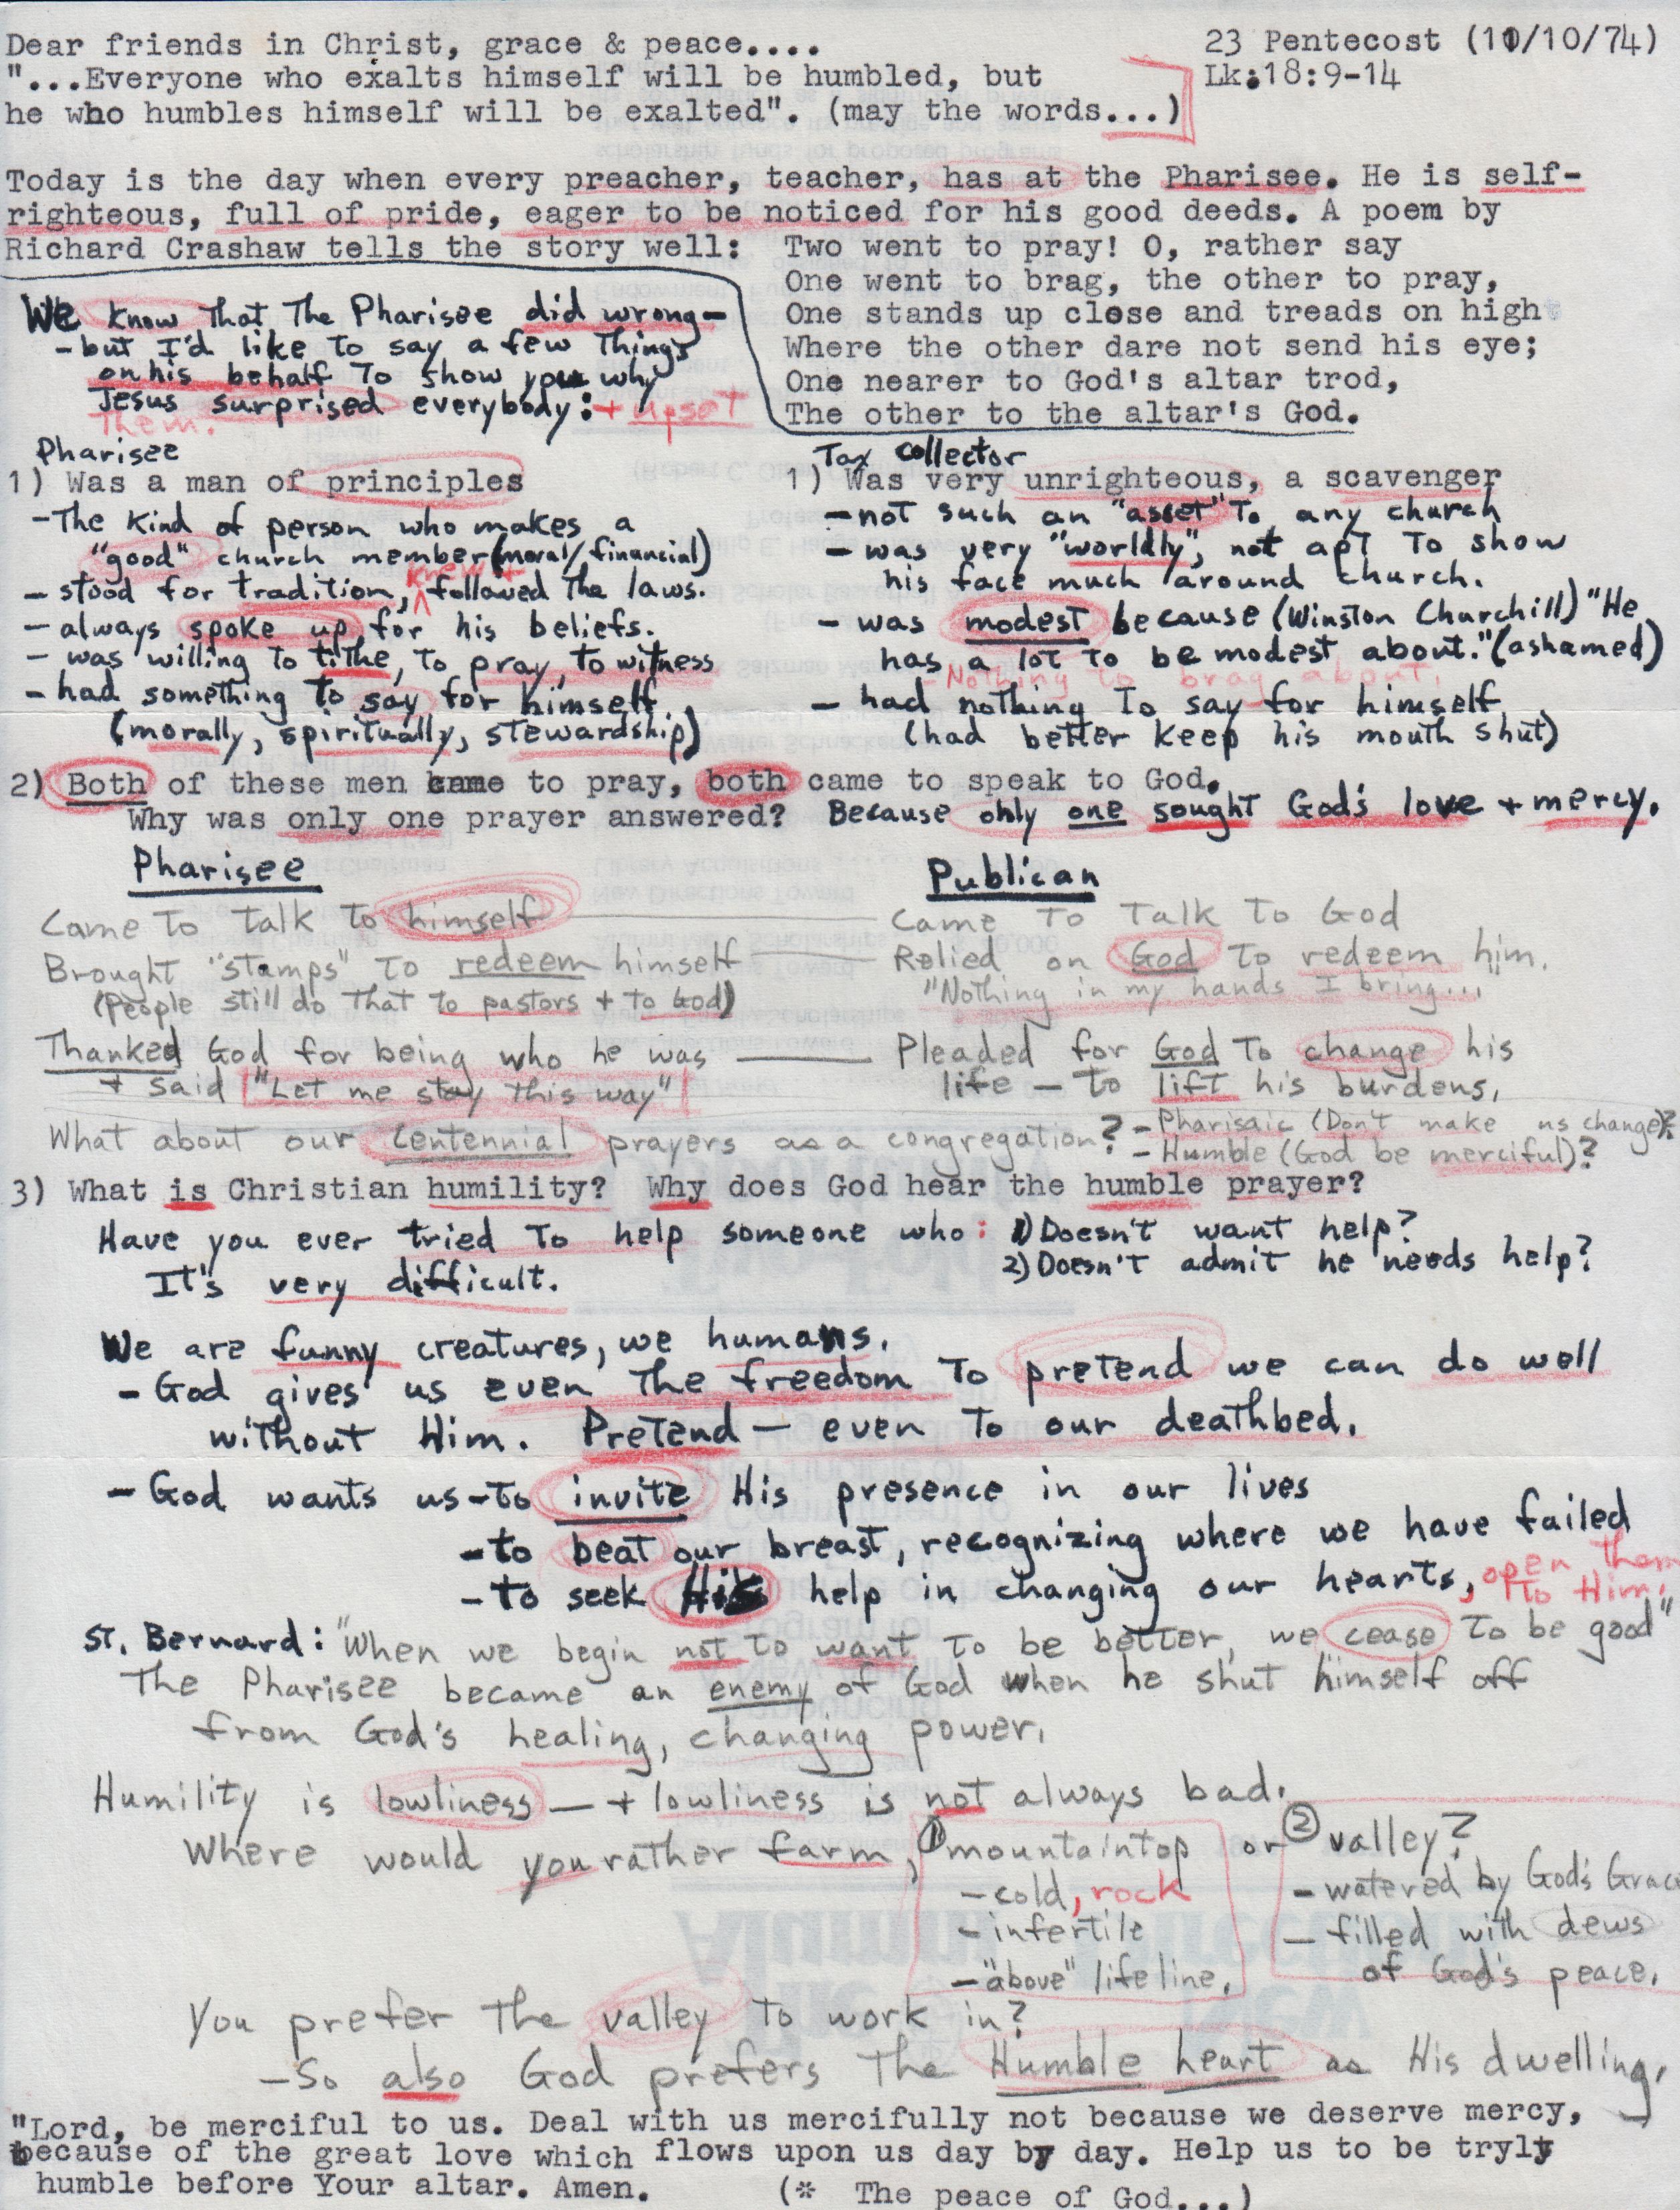 Dear friends in Christ, grace & peace....
23 Pentecost (11/10/74)
"...Everyone who exalts himself will be humbled, but
Lk:18:9-14
he who humbles himself will be exalted". (may the words...)
Today is the day when every preacher, teacher, has at the Pharisee. He is self-
righteous, full of pride, eager to be noticed for his good deeds. A poem by
Richard Crashaw tells the story well:
Two went to pray! O, rather say
One went to brag, the other to pray,
One stands up close and treads on high
Where the other dare not send his eye;
One nearer to God's altar trod,
The other to the altar's God.
We know that the Pharisee did wrong-
- but I'd like to say a few things
on his behalf to show you why
Jesus surprised everybody: + upset
them.
Pharisee
1) Was a man of principles
- The kind of person who makes a
"good" church member (moral/financial)
- stood for tradition, knew + followed the laws.
- always spoke up for his beliefs.
- was willing to tithe, to pray, to witness
- had something to say for himself
(morally, spiritually, stewardship)
Tax collector
1) Was very unrighteous, a scavenger
- not such an "asset" to any church
- was very "worldly", not apt to show
his face much around church.
- was modest because (Winston Churchill) "He
has a lot to be modest about." (ashamed)
- Nothing to brag about.
- had nothing to say for himself
(had better keep his mouth shut)
2) Both of these men came to pray, both came to speak to God.
Why was only one prayer answered? Because only one sought God's love + mercy.
Pharisee
Publican
Came to talk to himself
Came to talk to God
Brought "stamps" to redeem himself
Relied on God to redeem him.
(People still do that to pastors + to God)
"Nothing in my hands I bring...
Thanked God for being who he was
Pleaded for God to change his
+ said "Let me stay this way"
life - to lift his burdens.
What about our centennial prayers as a congregation? - Pharisaic (Don't make us change)?
- Humble (God be merciful)?
3) What is Christian humility? Why does God hear the humble prayer?
Have you ever tried to help someone who: 1) Doesn't want help?
2) Doesn't admit he needs help?
It's very difficult.
We are funny creatures, we humans.
- God gives us even the freedom to pretend we can do well
without Him. Pretend - even to our deathbed.
- God wants us - to invite His presence in our lives
- to beat our breast, recognizing where we have failed
- to seek His help in changing our hearts, open them
to Him.
St. Bernard: "When we begin not to want to be better, we cease to be good"
The Pharisee became an enemy of God when he shut himself off
from God's healing, changing power.
Humility is lowliness - + lowliness is not always bad.
Where would you rather farm, ① mountaintop or ② valley?
- cold, rock
- infertile
- "above" life line.
- watered by God's Grace
- filled with dews
of God's peace.
You prefer the valley to work in?
- So also God prefers the Humble heart as His dwelling.
"Lord, be merciful to us. Deal with us mercifully not because we deserve mercy,
because of the great love which flows upon us day by day. Help us to be tryly
humble before Your altar. Amen. (* The peace of God...)